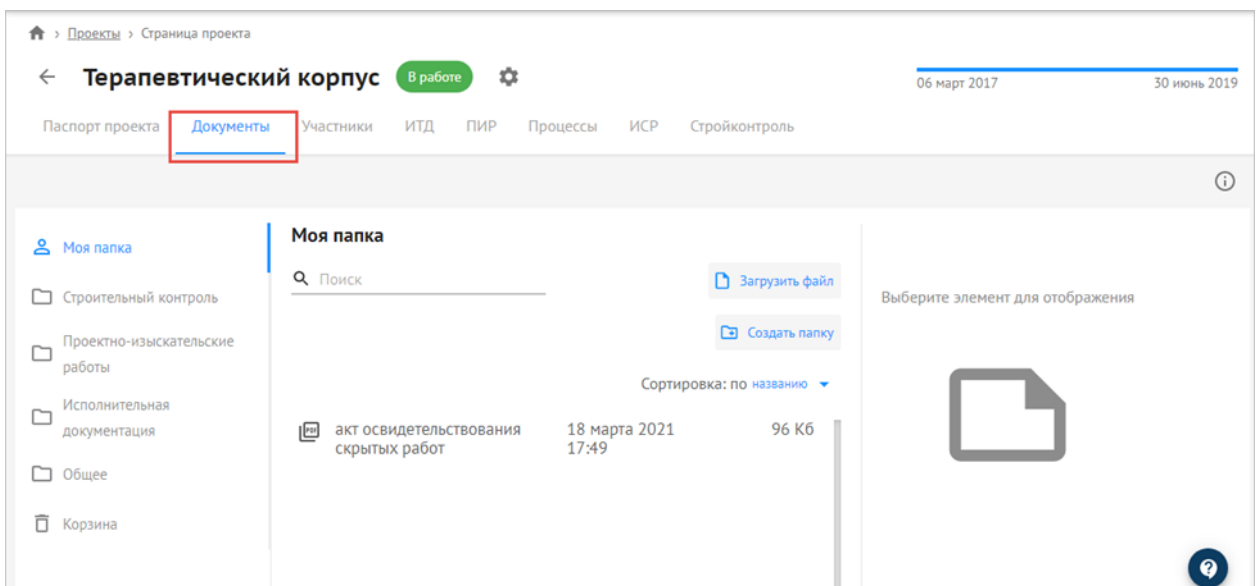 Проекты > Страница проекта
Терапевтический корпус В работе
06 март 2017 30 июнь 2019
Паспорт проекта Документы Участники ИТД ПИР Процессы ИСР Стройконтроль
Моя папка
Строительный контроль
Проектно-изыскательские
работы
Исполнительная
документация
Общее
Корзина
Моя папка
Поиск
Загрузить файл
Создать папку
Сортировка: по названию
PDF акт освидетельствования 18 марта 2021 96 Кб
скрытых работ 17:49
Выберите элемент для отображения